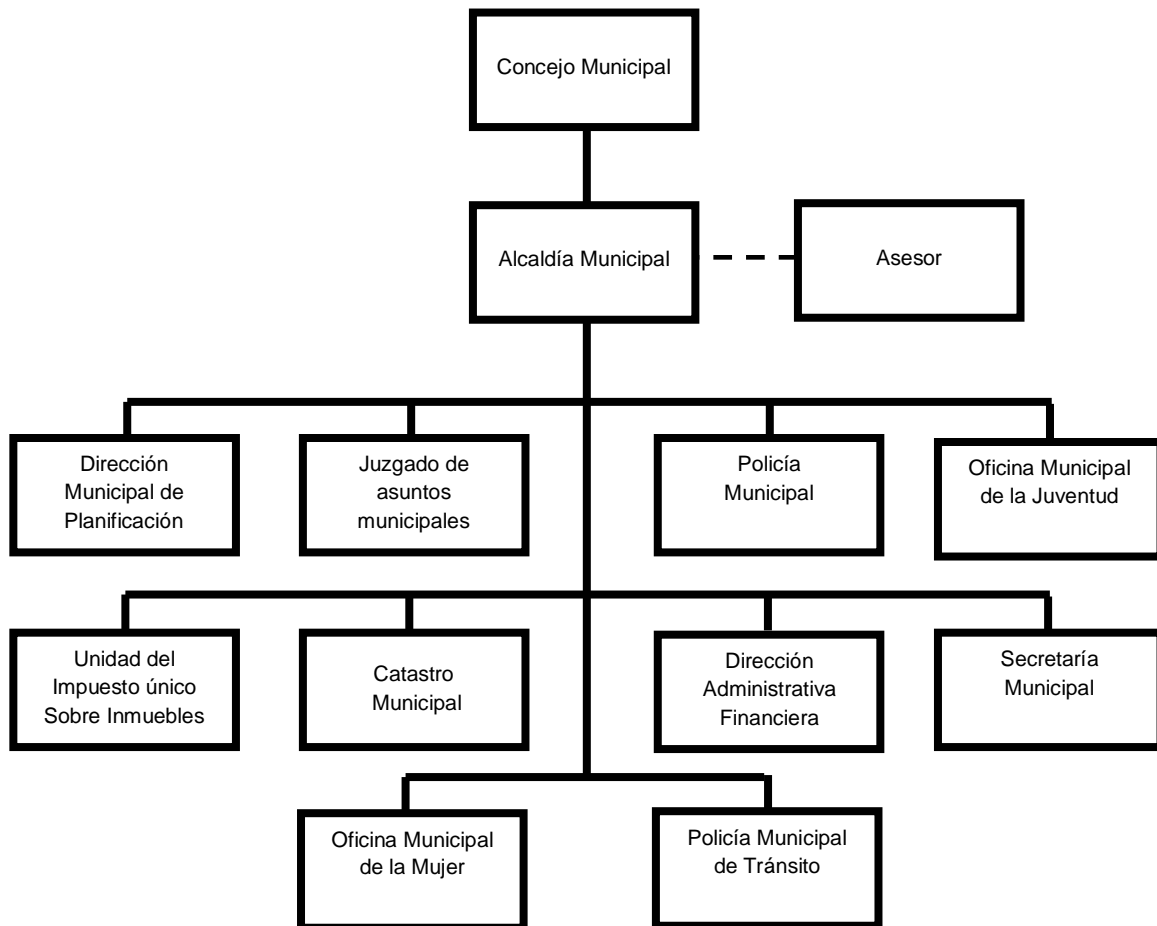 Concejo Municipal
Alcaldía Municipal
Asesor
Dirección
Municipal de
Planificación
Juzgado de
asuntos
municipales
Policía
Municipal
Oficina Municipal
de la Juventud
Unidad del
Impuesto único
Sobre Inmuebles
Catastro
Municipal
Dirección
Administrativa
Financiera
Secretaría
Municipal
Oficina Municipal
de la Mujer
Policía Municipal
de Tránsito